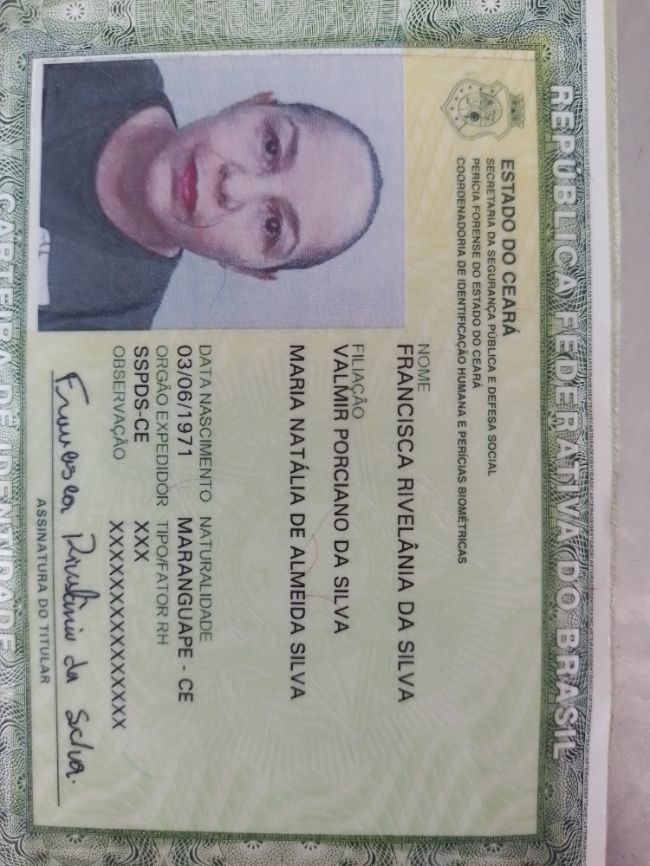 REPÚBLICA FEDERATIVA DO BRASIL
ESTADO DO CEARÁ
SECRETARIA DA SEGURANÇA PÚBLICA E DEFESA SOCIAL
PERÍCIA FORENSE DO ESTADO DO CEARÁ
COORDENADORIA DE IDENTIFICAÇÃO HUMANA E PERÍCIAS BIOMÉTRICAS
NOME
FRANCISCA RIVELÂNIA DA SILVA
FILIAÇÃO
VALMIR PORCIANO DA SILVA
MARIA NATÁLIA DE ALMEIDA SILVA
DATA NASCIMENTO NATURALIDADE
03/06/1971 MARANGUAPE - CE
ORGÃO EXPEDIDOR TIPO/FATOR RH
SSPDS-CE XXX
OBSERVAÇÃO XXXXXXXXXXXXXXXXX
Francisca Rivelânia da Silva.
ASSINATURA DO TITULAR
CARTEIRA DE IDENTIDADE